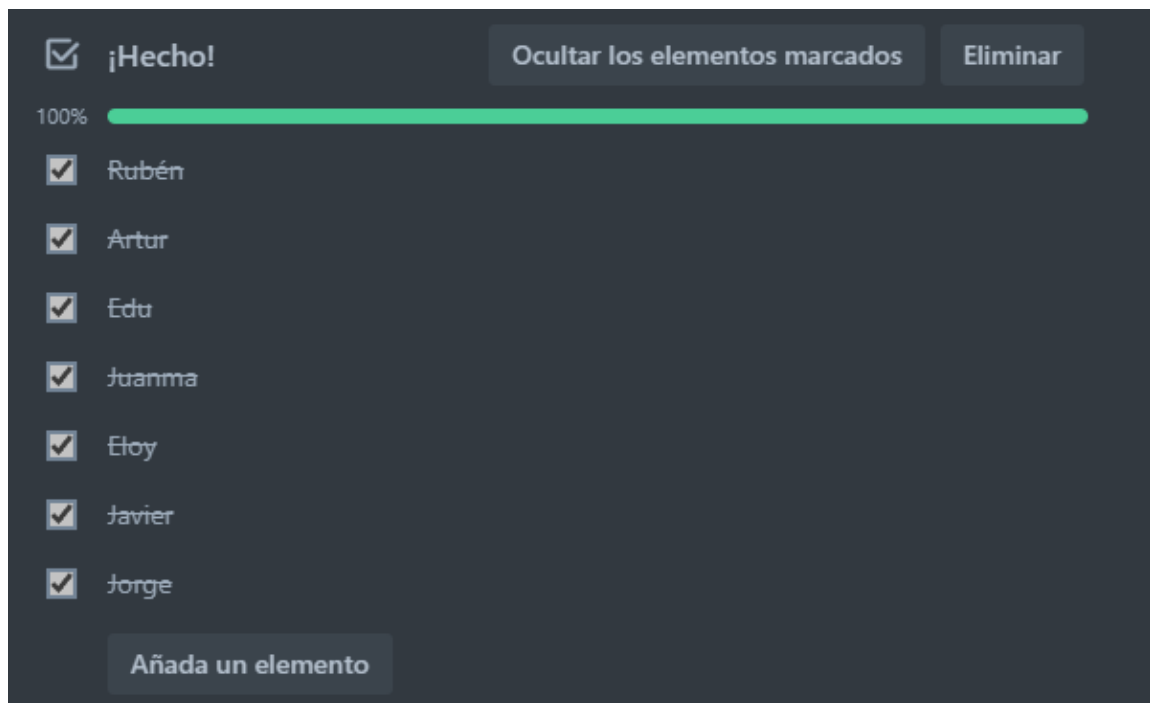 ¡Hecho! Ocultar los elementos marcados Eliminar
100%
Rubén
Artur
Edu
Juanma
Eloy
Javier
Jorge
Añada un elemento